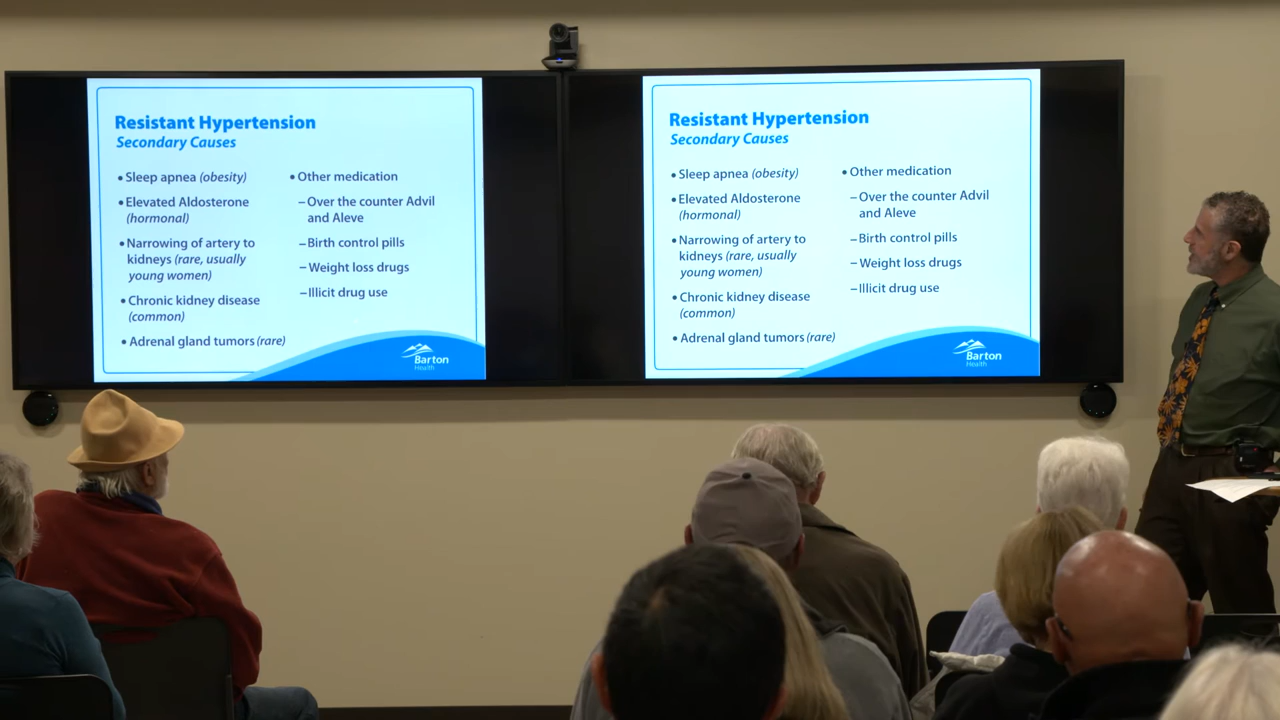 Resistant Hypertension
Secondary Causes
• Sleep apnea (obesity)
• Elevated Aldosterone
(hormonal)
• Narrowing of artery to
kidneys (rare, usually
young women)
• Chronic kidney disease
(common)
• Adrenal gland tumors (rare)
• Other medication
– Over the counter Advil
and Aleve
– Birth control pills
– Weight loss drugs
– Illicit drug use
Barton
Health
Resistant Hypertension
Secondary Causes
• Sleep apnea (obesity)
• Elevated Aldosterone
(hormonal)
• Narrowing of artery to
kidneys (rare, usually
young women)
• Chronic kidney disease
(common)
• Adrenal gland tumors (rare)
• Other medication
– Over the counter Advil
and Aleve
– Birth control pills
– Weight loss drugs
– Illicit drug use
Barton
Health